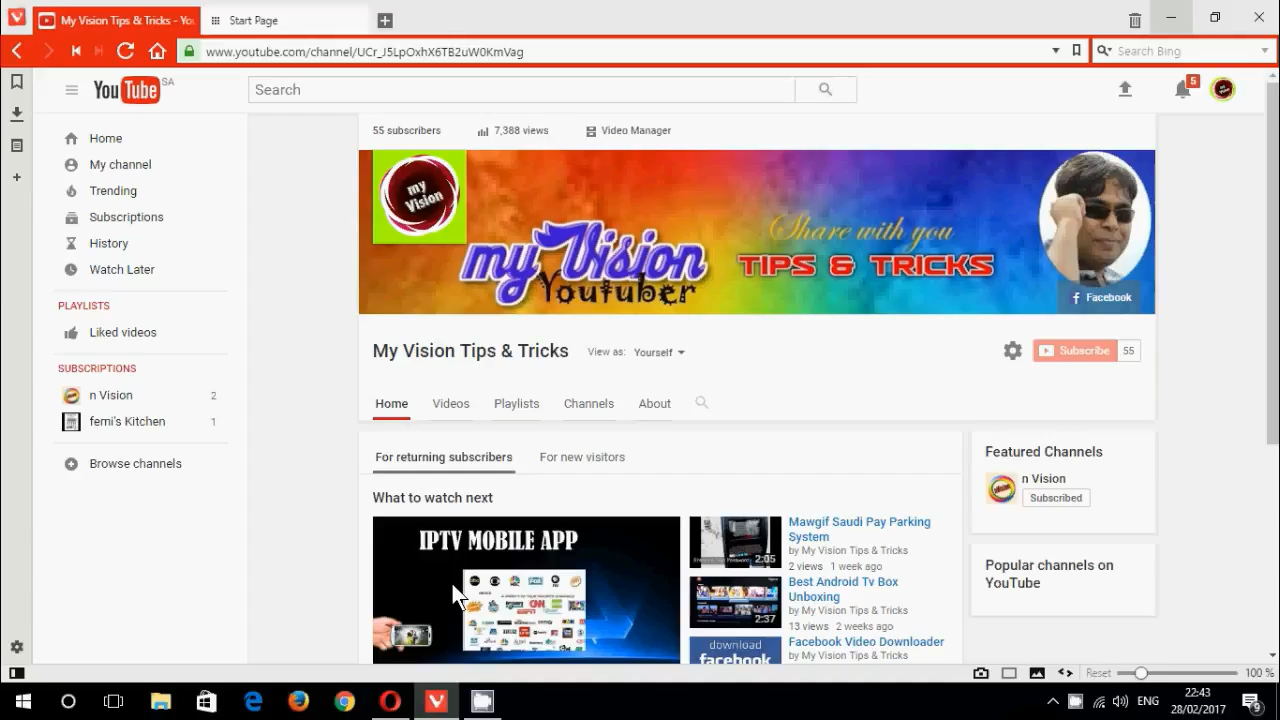 My Vision Tips & Tricks - Yo
Start Page
www.youtube.com/channel/UCr_J5LpOxhX6TB2uW0KmVag
Search Bing
YouTube SA
Search
5
Home
My channel
Trending
Subscriptions
History
Watch Later
PLAYLISTS
Liked videos
SUBSCRIPTIONS
n Vision 2
femi's Kitchen 1
Browse channels
55 subscribers
7,388 views
Video Manager
my
Vision
my Vision
Youtuber
Share with you
TIPS & TRICKS
Facebook
My Vision Tips & Tricks
View as: Yourself
Subscribe 55
Home
Videos
Playlists
Channels
About
For returning subscribers
For new visitors
What to watch next
IPTV MOBILE APP
2:05
Mawgif Saudi Pay Parking
System
by My Vision Tips & Tricks
2 views 1 week ago
2:37
Best Android Tv Box
Unboxing
by My Vision Tips & Tricks
13 views 2 weeks ago
download
facebook
Facebook Video Downloader
by My Vision Tips & Tricks
Featured Channels
n Vision
Subscribed
Popular channels on
YouTube
Reset
100 %
ENG
22:43
28/02/2017
9